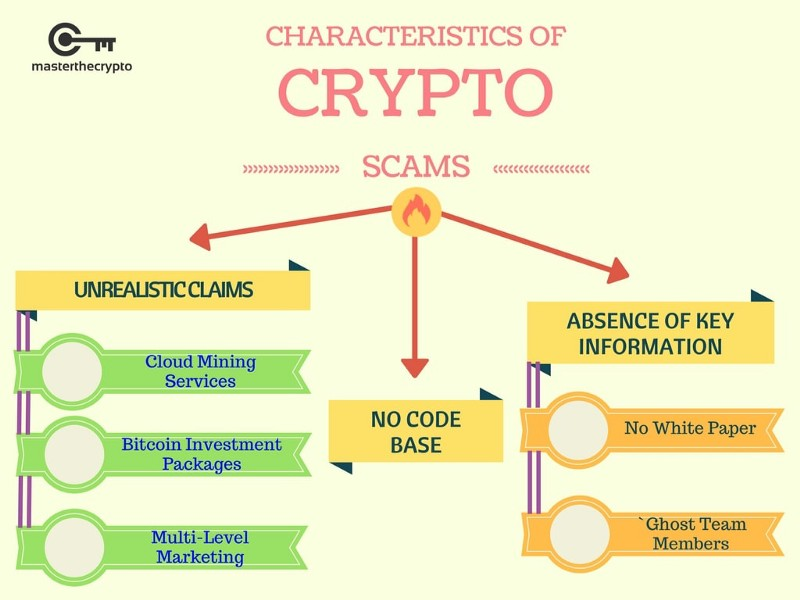 masterthecrypto
CHARACTERISTICS OF
CRYPTO
SCAMS
UNREALISTIC CLAIMS
Cloud Mining
Services
Bitcoin Investment
Packages
Multi-Level
Marketing
NO CODE
BASE
ABSENCE OF KEY
INFORMATION
No White Paper
`Ghost Team
Members